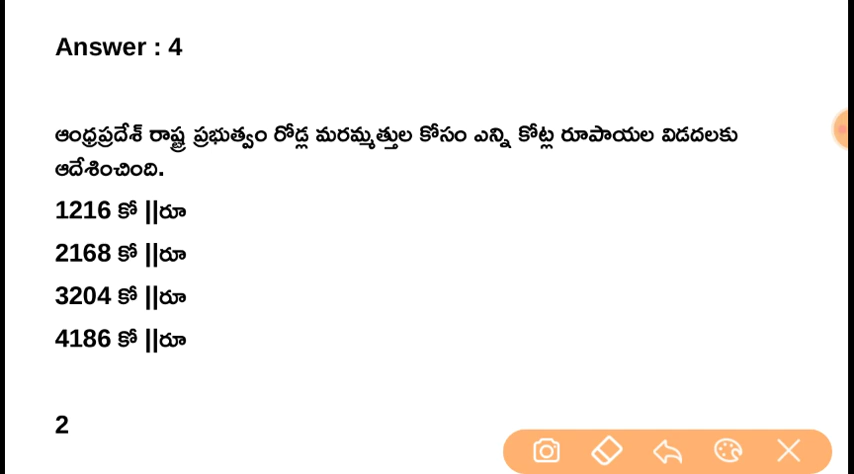 Answer : 4
ఆంధ్రప్రదేశ్ రాష్ట్ర ప్రభుత్వం రోడ్ల మరమ్మత్తుల కోసం ఎన్ని కోట్ల రూపాయల విడదలకు
ఆదేశించింది.
1216 కో ||రూ
2168 కో ||రూ
3204 కో ||రూ
4186 కో ||రూ
2